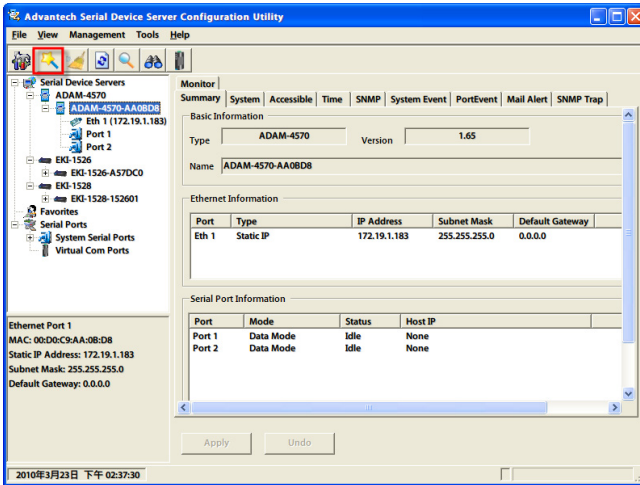 Advantech Serial Device Server Configuration Utility
File View Management Tools Help
Serial Device Servers
ADAM-4570
ADAM-4570-AA0BD8
Eth 1 (172.19.1.183)
Port 1
Port 2
EKI-1526
EKI-1526-A57DC0
EKI-1528
EKI-1528-152601
Favorites
Serial Ports
System Serial Ports
Virtual Com Ports
Ethernet Port 1
MAC: 00:D0:C9:AA:0B:D8
Static IP Address: 172.19.1.183
Subnet Mask: 255.255.255.0
Default Gateway: 0.0.0.0
Monitor
Summary System Accessible Time SNMP System Event PortEvent Mail Alert SNMP Trap
Basic Information
Type ADAM-4570 Version 1.65
Name ADAM-4570-AA0BD8
Ethernet Information
Port Type IP Address Subnet Mask Default Gateway
Eth 1 Static IP 172.19.1.183 255.255.255.0 0.0.0.0
Serial Port Information
Port Mode Status Host IP
Port 1 Data Mode Idle None
Port 2 Data Mode Idle None
Apply Undo
2010年3月23日 下午 02:37:30